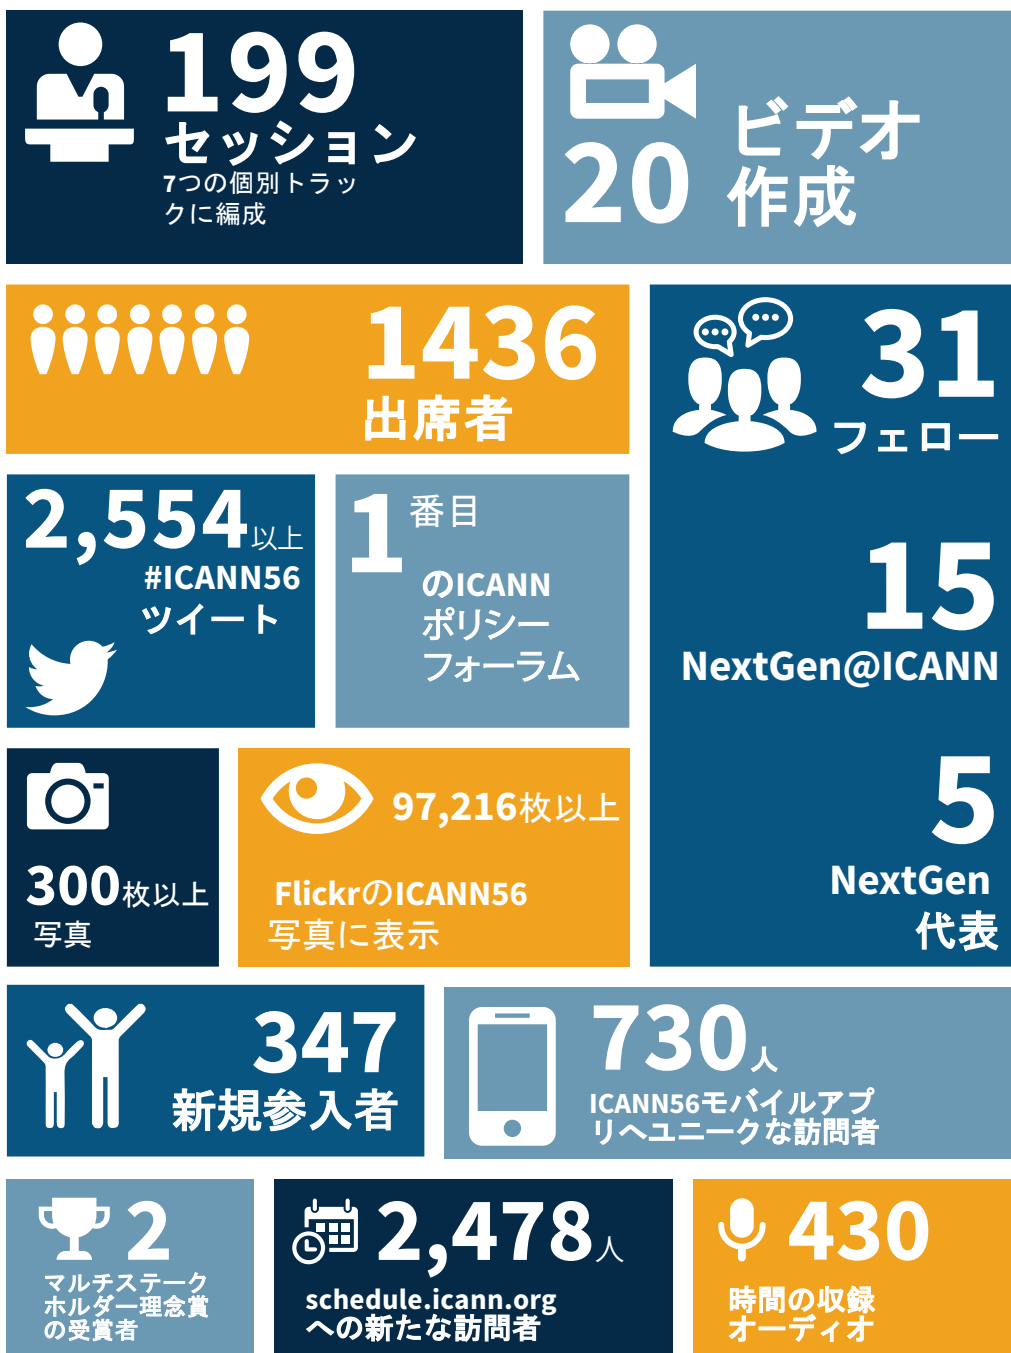 199
セッション
7つの個別トラッ
クに編成
20 ビデオ
作成
1436
出席者
31
フェロー
15
NextGen@ICANN
5
NextGen
代表
2,554以上
#ICANN56
ツイート
1番目
のICANN
ポリシー
フォーラム
300枚以上
写真
97,216枚以上
FlickrのICANN56
写真に表示
347
新規参入者
730人
ICANN56モバイルアプ
リへユニークな訪問者
2
マルチステーク
ホルダー理念賞
の受賞者
2,478人
schedule.icann.org
への新たな訪問者
430
時間の収録
オーディオ